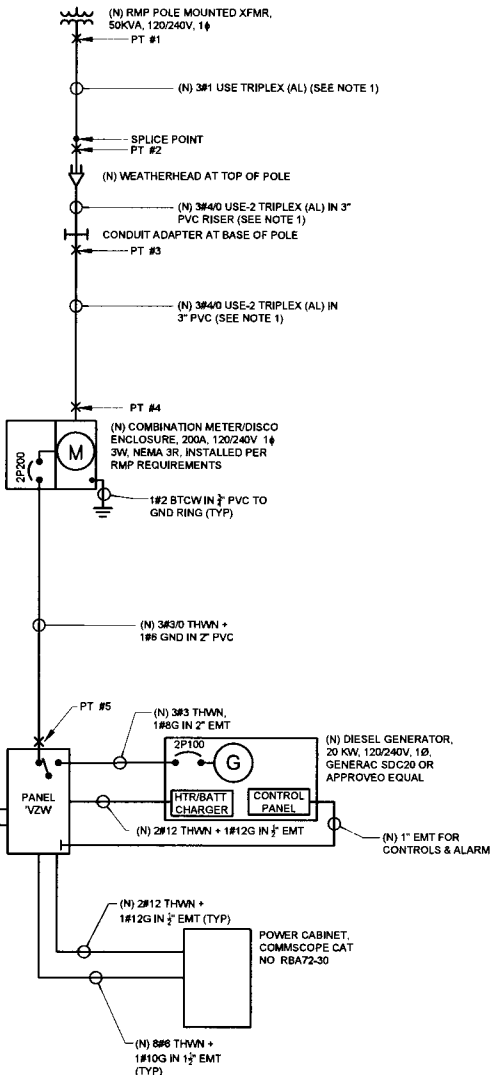 (N) RMP POLE MOUNTED XFMR,
50KVA, 120/240V, 1ϕ
PT #1
(N) 3#1 USE TRIPLEX (AL) (SEE NOTE 1)
SPLICE POINT
PT #2
(N) WEATHERHEAD AT TOP OF POLE
(N) 3#4/0 USE-2 TRIPLEX (AL) IN 3"
PVC RISER (SEE NOTE 1)
CONDUIT ADAPTER AT BASE OF POLE
PT #3
(N) 3#4/0 USE-2 TRIPLEX (AL) IN
3" PVC (SEE NOTE 1)
PT #4
(N) COMBINATION METER/DISCO
ENCLOSURE, 200A, 120/240V 1ϕ
3W, NEMA 3R, INSTALLED PER
RMP REQUIREMENTS
M
2P200
1#2 BTCW IN ¾" PVC TO
GND RING (TYP)
(N) 3#3/0 THWN +
1#6 GND IN 2" PVC
PT #5
(N) 3#3 THWN,
1#8G IN 2" EMT
2P100
G
(N) DIESEL GENERATOR,
20 KW, 120/240V, 1Ø,
GENERAC SDC20 OR
APPROVED EQUAL
PANEL
'VZW'
HTR/BATT
CHARGER
CONTROL
PANEL
(N) 2#12 THWN + 1#12G IN ½" EMT
(N) 1" EMT FOR
CONTROLS & ALARM
(N) 2#12 THWN +
1#12G IN ½" EMT (TYP)
POWER CABINET,
COMMSCOPE CAT
NO RBA72-30
(N) 8#6 THWN +
1#10G IN 1½" EMT
(TYP)